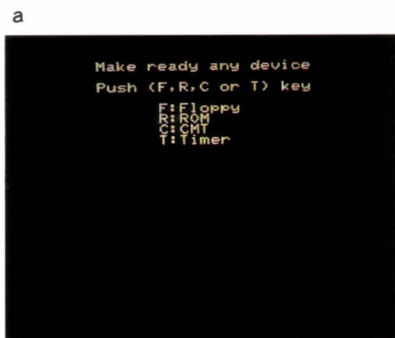 a
Make ready any device
Push (F,R,C or T) key
F:Floppy
R:ROM
C:CMT
T:Timer